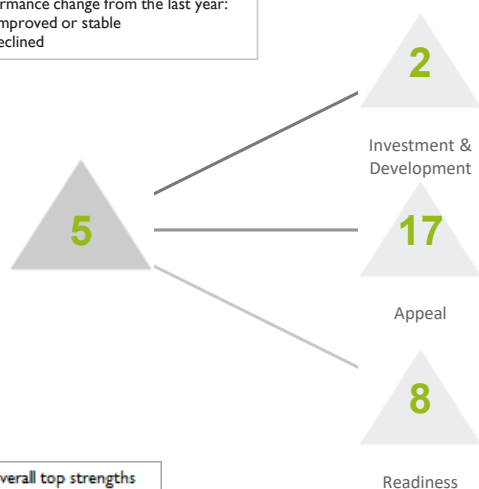 rmance change from the last year:
mproved or stable
eclined
2
Investment &
Development
5
17
Appeal
8
Readiness
verall top strengths